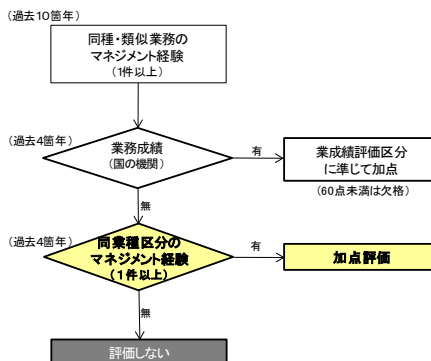 (過去10箇年)
同種・類似業務の
マネジメント経験
(1件以上)
(過去4箇年)
業務成績
(国の機関)
有
業成績評価区分
に準じて加点
(60点未満は欠格)
無
(過去4箇年)
同業種区分の
マネジメント経験
(1件以上)
有
加点評価
無
評価しない